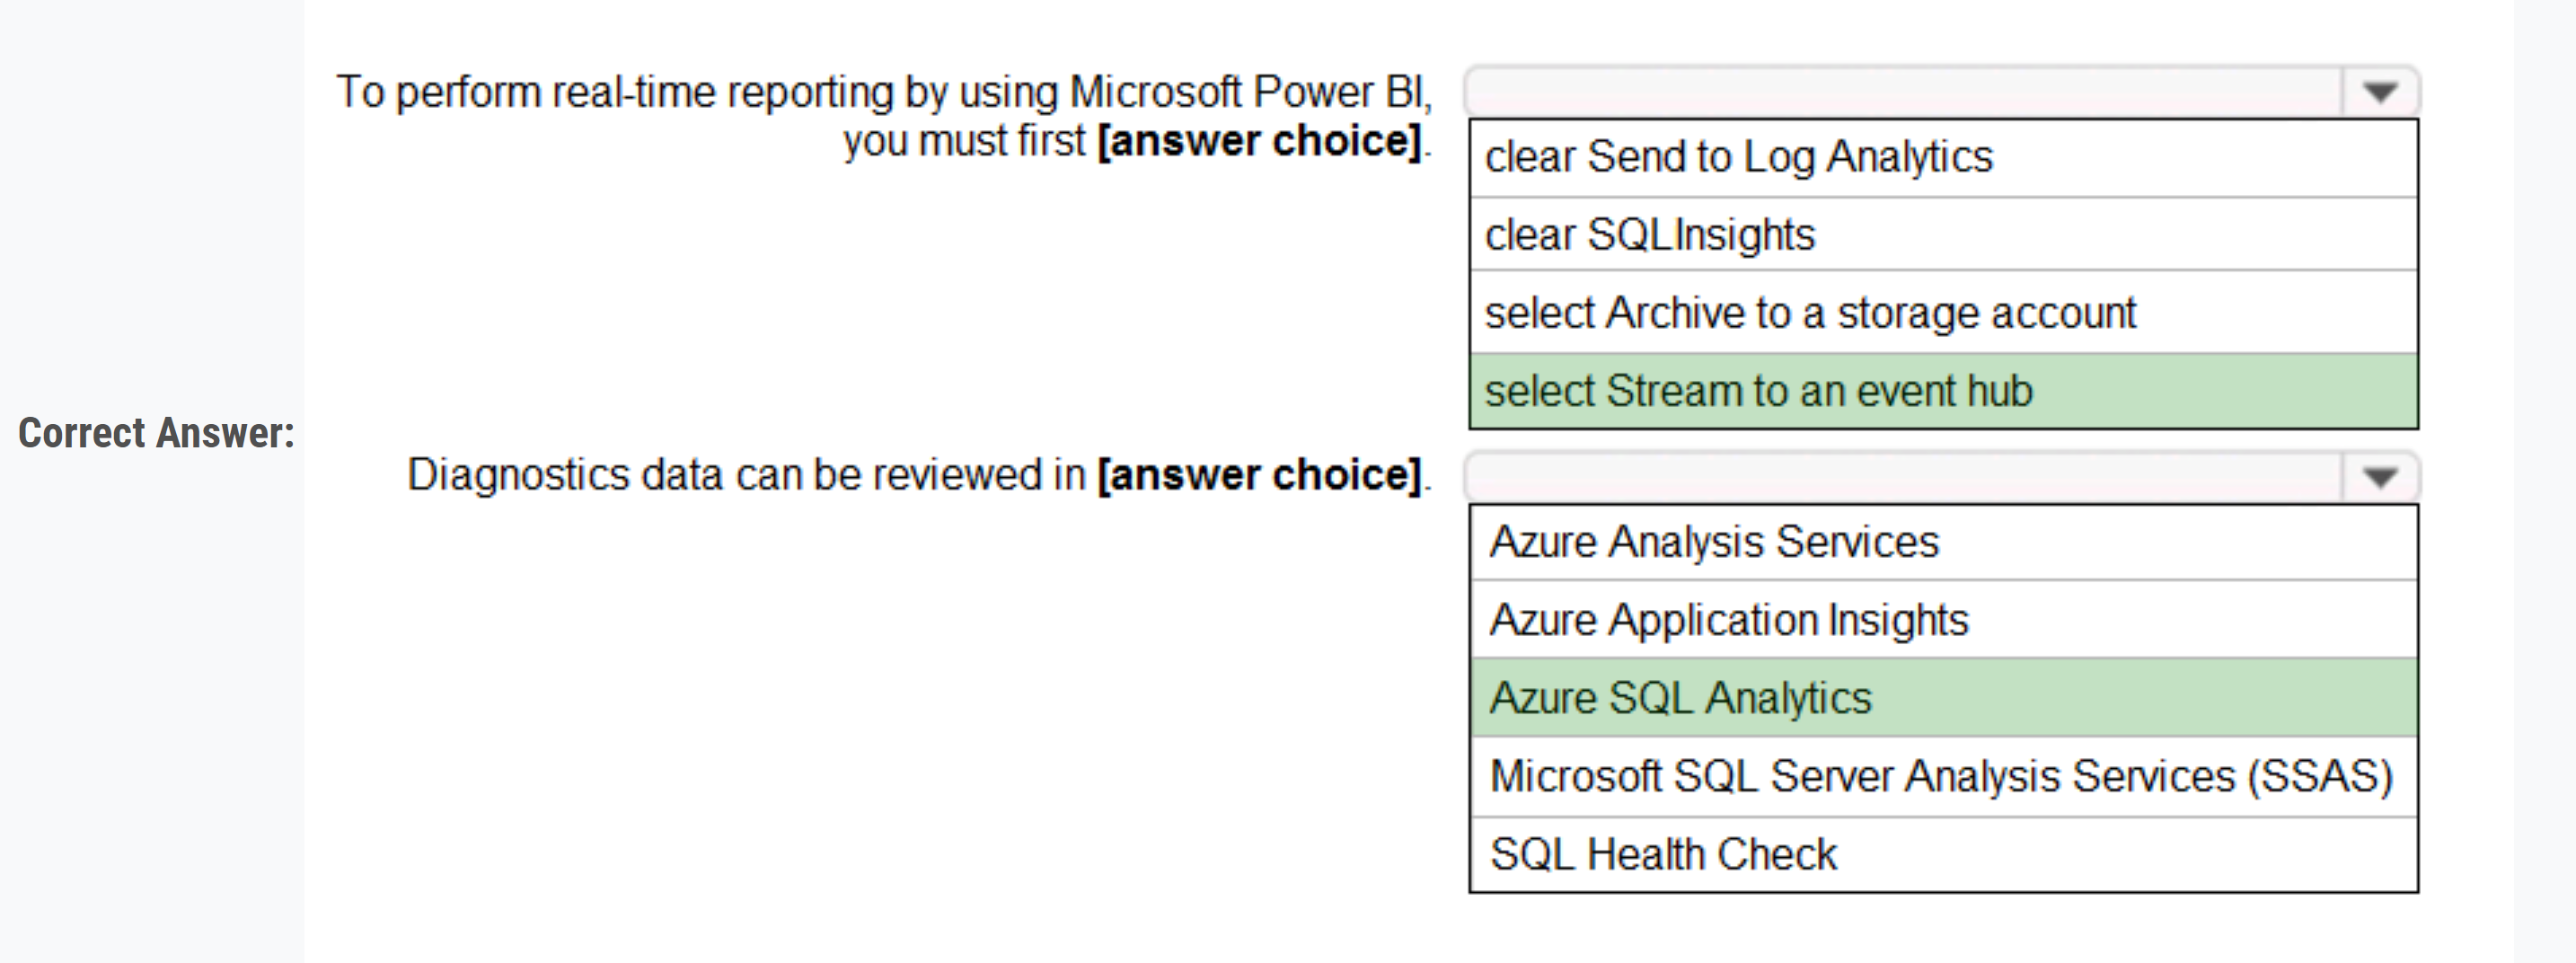 To perform real-time reporting by using Microsoft Power BI,
you must first [answer choice].
clear Send to Log Analytics
clear SQLInsights
select Archive to a storage account
select Stream to an event hub
Correct Answer:
Diagnostics data can be reviewed in [answer choice].
Azure Analysis Services
Azure Application Insights
Azure SQL Analytics
Microsoft SQL Server Analysis Services (SSAS)
SQL Health Check